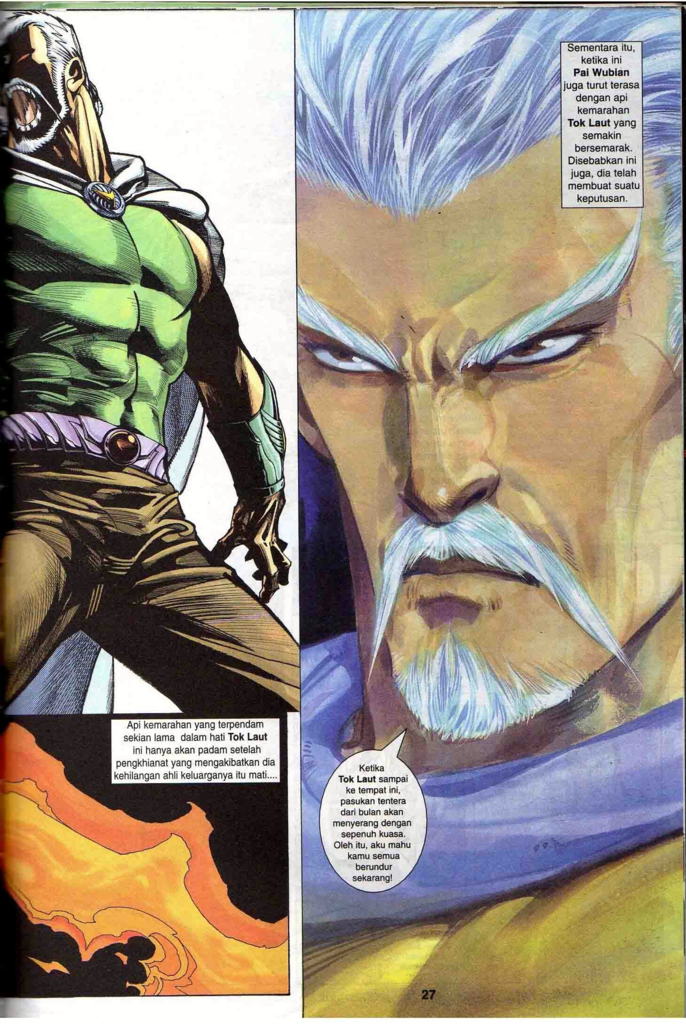 Api kemarahan yang terpendam
sekian lama dalam hati Tok Laut
ini hanya akan padam setelah
pengkhianat yang mengakibatkan dia
kehilangan ahli keluarganya itu mati....
Sementara itu,
ketika ini
Pai Wubian
juga turut terasa
dengan api
kemarahan
Tok Laut yang
semakin
bersemarak.
Disebabkan ini
juga, dia telah
membuat suatu
keputusan.
Ketika
Tok Laut sampai
ke tempat ini,
pasukan tentera
dari bulan akan
menyerang dengan
sepenuh kuasa.
Oleh itu, aku mahu
kamu semua
berundur
sekarang!
27